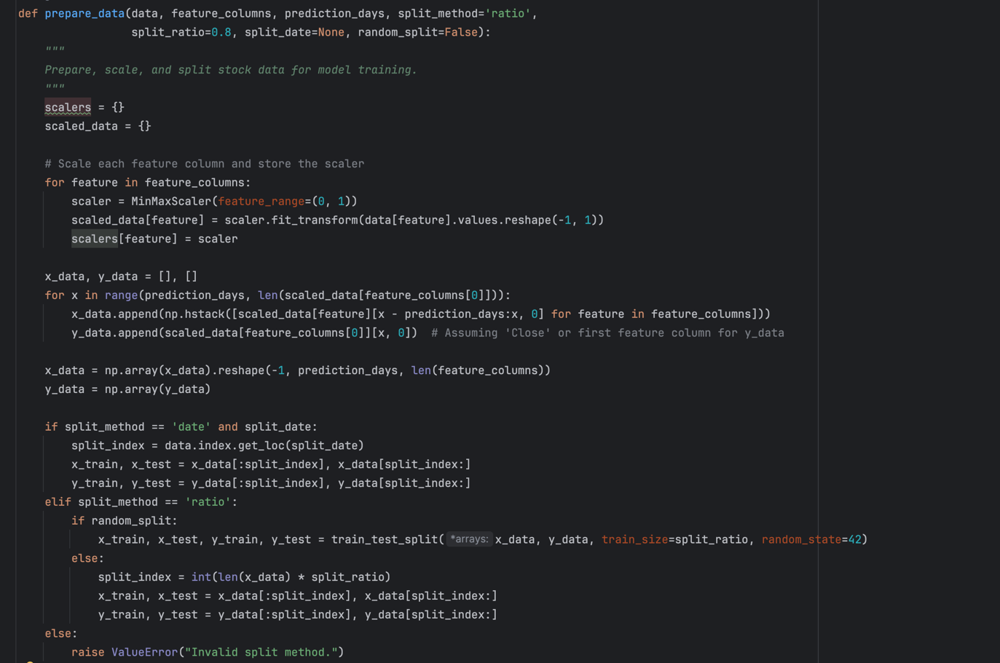 def prepare_data(data, feature_columns, prediction_days, split_method='ratio',
                 split_ratio=0.8, split_date=None, random_split=False):
    """
    Prepare, scale, and split stock data for model training.
    """
    scalers = {}
    scaled_data = {}

    # Scale each feature column and store the scaler
    for feature in feature_columns:
        scaler = MinMaxScaler(feature_range=(0, 1))
        scaled_data[feature] = scaler.fit_transform(data[feature].values.reshape(-1, 1))
        scalers[feature] = scaler

    x_data, y_data = [], []
    for x in range(prediction_days, len(scaled_data[feature_columns[0]])):
        x_data.append(np.hstack([scaled_data[feature][x - prediction_days:x, 0] for feature in feature_columns]))
        y_data.append(scaled_data[feature_columns[0]][x, 0])  # Assuming 'Close' or first feature column for y_data

    x_data = np.array(x_data).reshape(-1, prediction_days, len(feature_columns))
    y_data = np.array(y_data)

    if split_method == 'date' and split_date:
        split_index = data.index.get_loc(split_date)
        x_train, x_test = x_data[:split_index], x_data[split_index:]
        y_train, y_test = y_data[:split_index], y_data[split_index:]
    elif split_method == 'ratio':
        if random_split:
            x_train, x_test, y_train, y_test = train_test_split( *arrays: x_data, y_data, train_size=split_ratio, random_state=42)
        else:
            split_index = int(len(x_data) * split_ratio)
            x_train, x_test = x_data[:split_index], x_data[split_index:]
            y_train, y_test = y_data[:split_index], y_data[split_index:]
    else:
        raise ValueError("Invalid split method.")